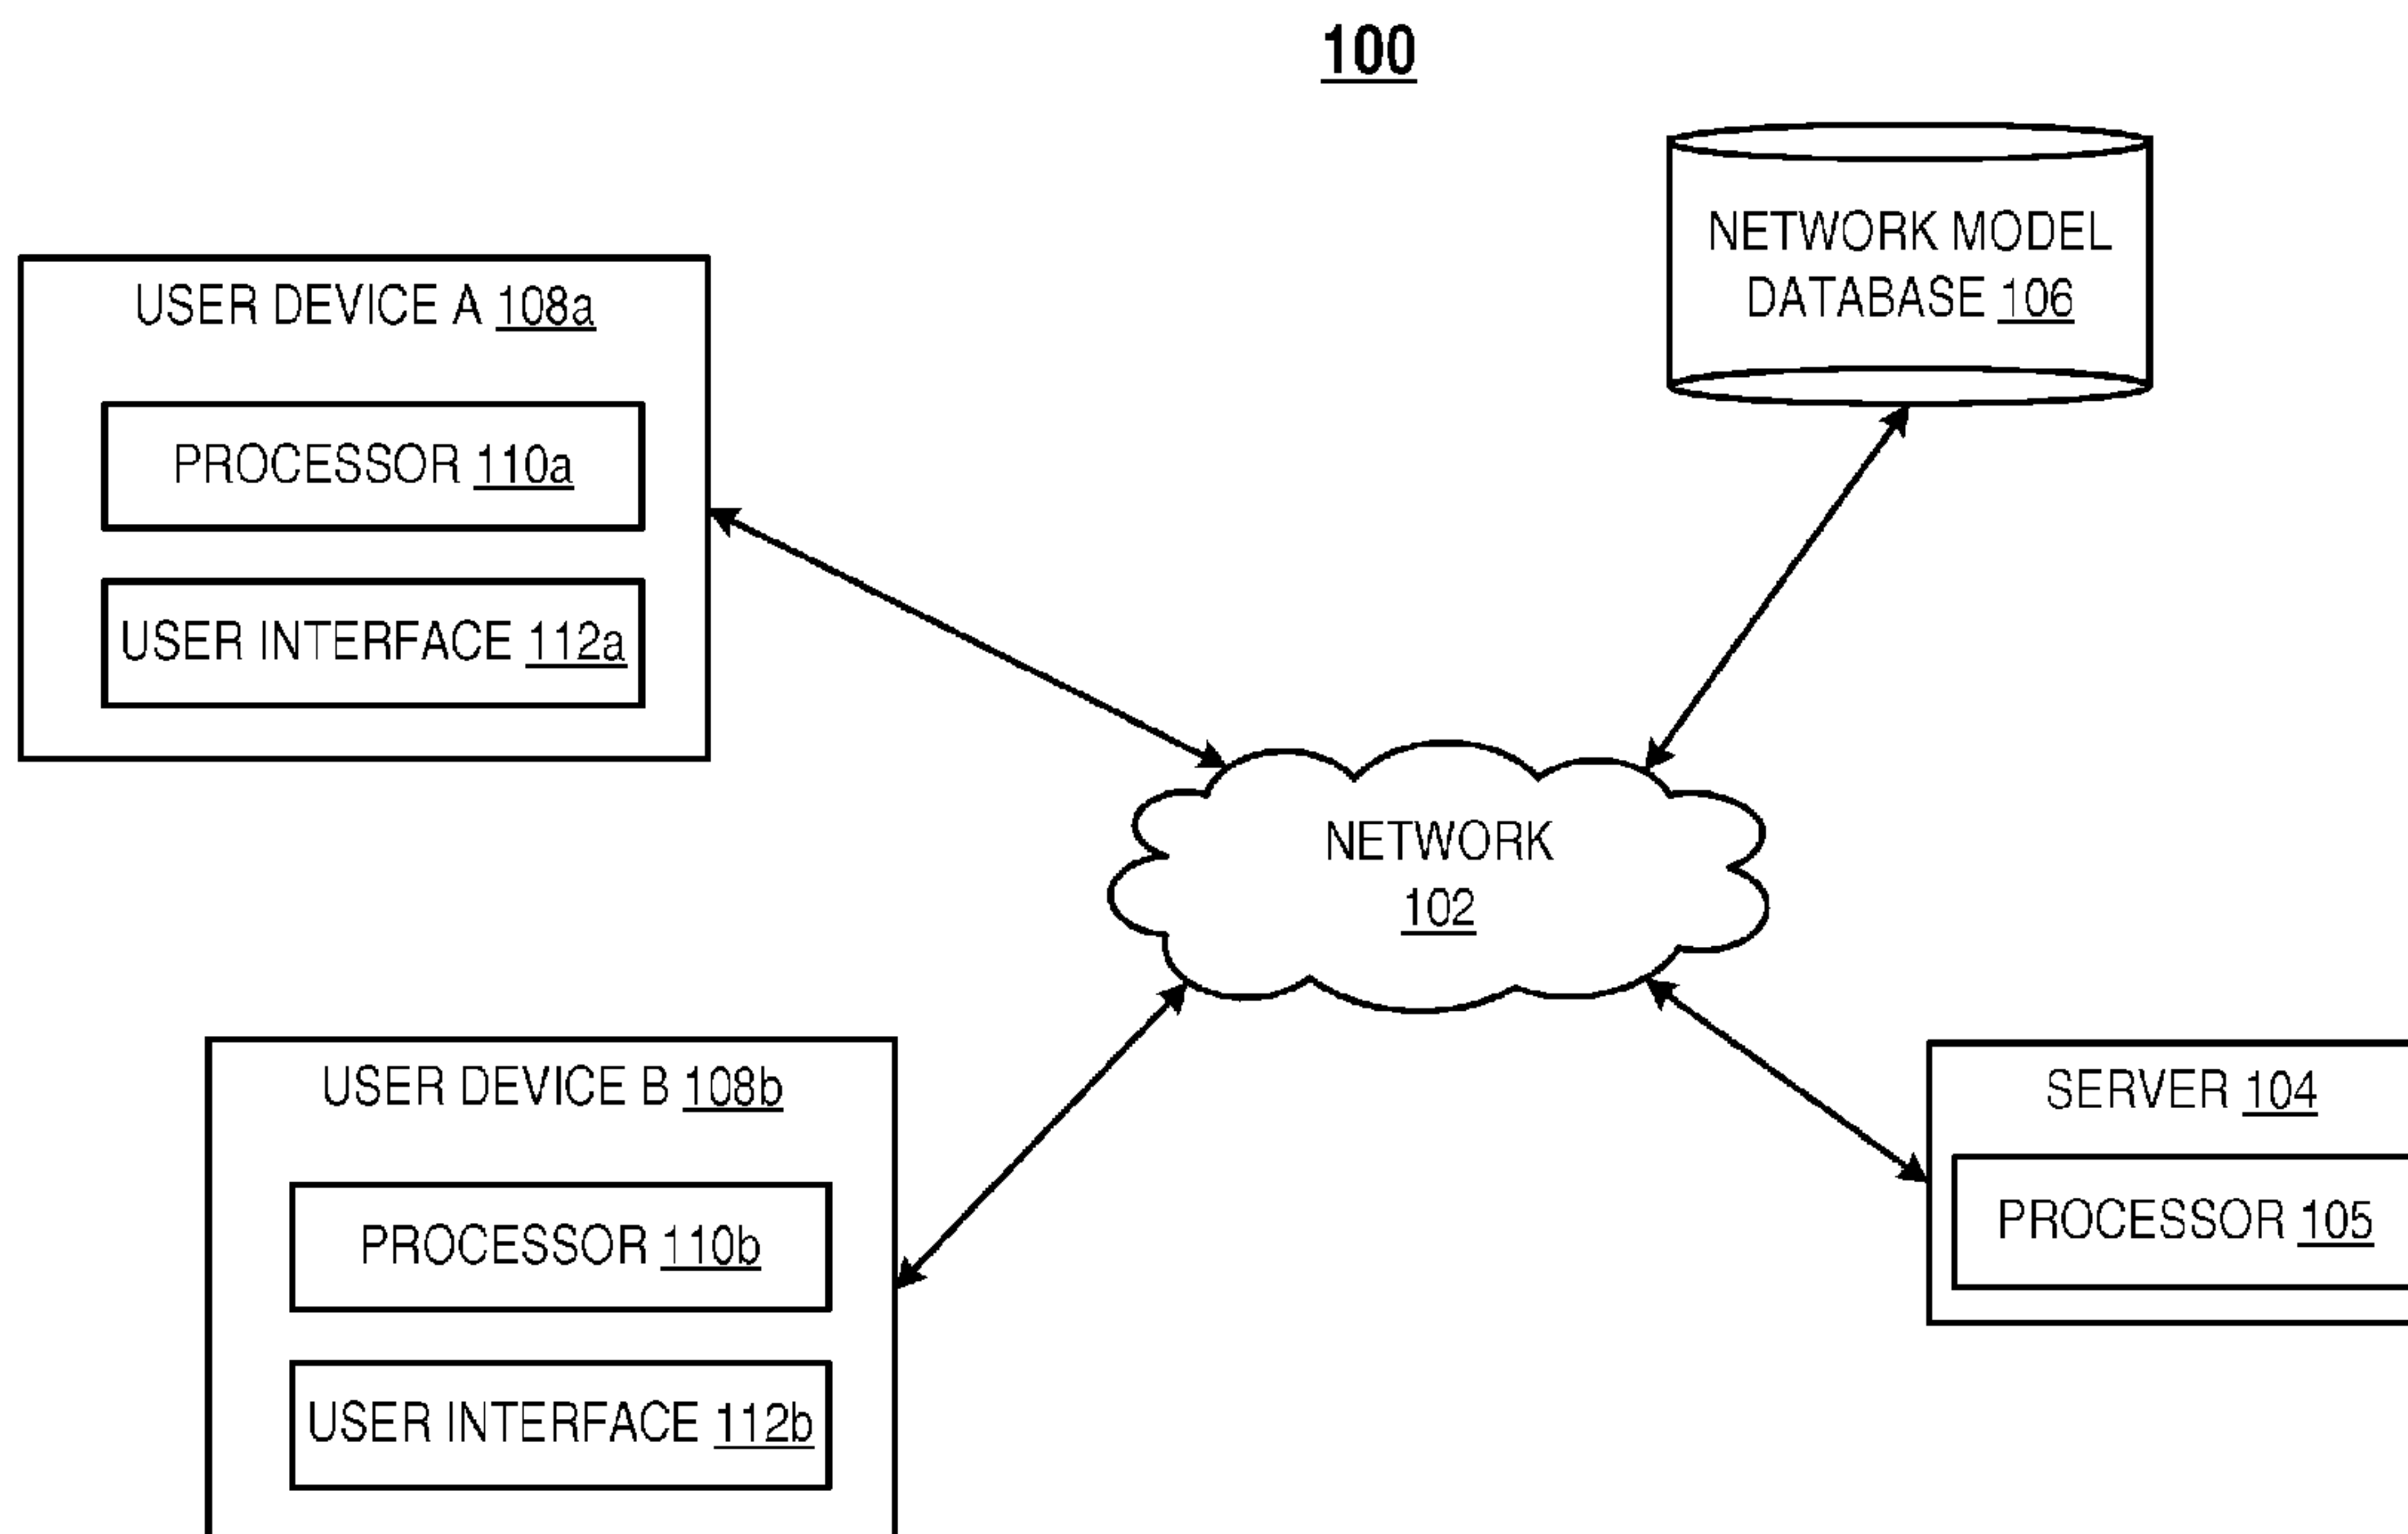 100
NETWORK MODEL
DATABASE 106
USER DEVICE A 108a
PROCESSOR 110a
USER INTERFACE 112a
NETWORK
102
USER DEVICE B 108b
PROCESSOR 110b
USER INTERFACE 112b
SERVER 104
PROCESSOR 105